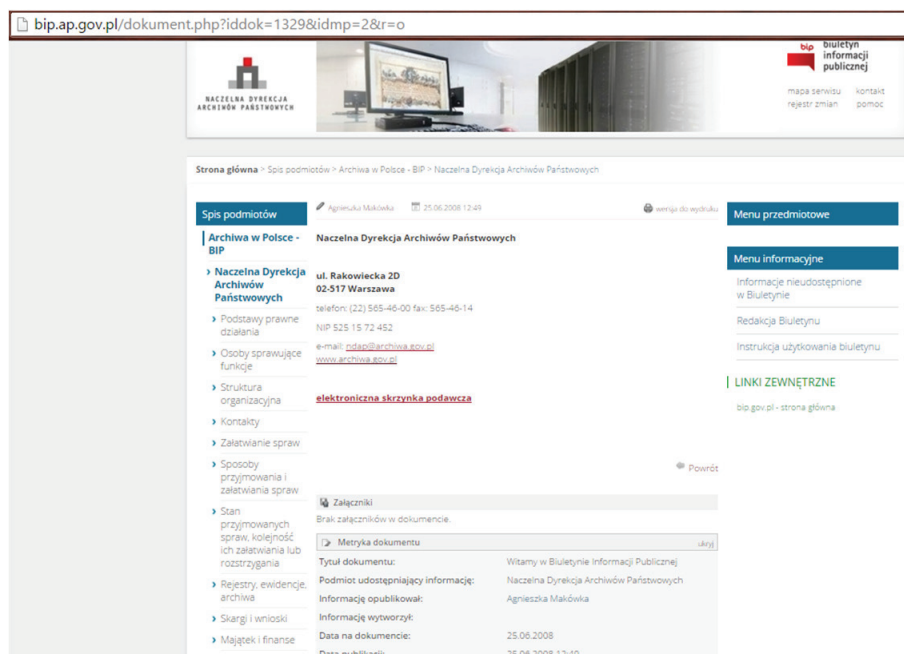 bip.ap.gov.pl/dokument.php?iddok=1329&idmp=2&r=o
NACZELNA DYREKCJA
ARCHIWÓW PAŃSTWOWYCH
bip
biuletyn
informacji
publicznej
mapa serwisu kontakt
rejestr zmian pomoc
Strona główna > Spis podmiotów > Archiwa w Polsce - BIP > Naczelna Dyrekcja Archiwów Państwowych
Spis podmiotów
Archiwa w Polsce -
BIP
Naczelna Dyrekcja
Archiwów
Państwowych
Podstawy prawne
działania
Osoby sprawujące
funkcje
Struktura
organizacyjna
Kontakty
Załatwianie spraw
Sposoby
przyjmowania i
załatwiania spraw
Stan
przyjmowanych
spraw, kolejność
ich załatwiania lub
rozstrzygania
Rejestry, ewidencje,
archiwa
Skargi i wnioski
Majątek i finanse
Agnieszka Makówka 25.06.2008 12:49 wersja do wydruku
Naczelna Dyrekcja Archiwów Państwowych
ul. Rakowiecka 2D
02-517 Warszawa
telefon: (22) 565-46-00 fax: 565-46-14
NIP 525 15 72 452
e-mail: ndap@archiwa.gov.pl
www.archiwa.gov.pl
elektroniczna skrzynka podawcza
Powrót
Załączniki
Brak załączników w dokumencie.
Metryka dokumentu ukryj
Tytuł dokumentu: Witamy w Biuletynie Informacji Publicznej
Podmiot udostępniający informację: Naczelna Dyrekcja Archiwów Państwowych
Informację opublikował: Agnieszka Makówka
Informację wytworzył:
Data na dokumencie: 25.06.2008
Data publikacji: 25.06.2008 12:49
Menu przedmiotowe
Menu informacyjne
Informacje nieudostępnione
w Biuletynie
Redakcja Biuletynu
Instrukcja użytkowania biuletynu
LINKI ZEWNĘTRZNE
bip.gov.pl - strona główna